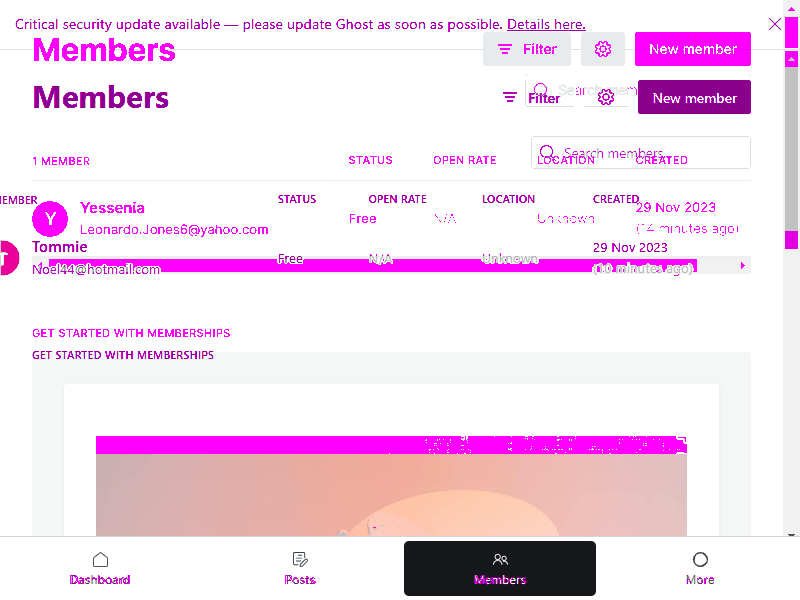 Critical security update available — please update Ghost as soon as possible. Details here.
Members
Filter
New member
Members
Filter
Search mem
New member
Search members
1 MEMBER
STATUS
OPEN RATE
LOCATION
CREATED
EMBER
STATUS
OPEN RATE
LOCATION
CREATED
Y
Yessenia
Leonardo.Jones6@yahoo.com
Free
N/A
Unknown
29 Nov 2023
(14 minutes ago)
T
Tommie
Noel44@hotmail.com
Free
N/A
Unknown
29 Nov 2023
(10 minutes ago)
GET STARTED WITH MEMBERSHIPS
GET STARTED WITH MEMBERSHIPS
Dashboard
Posts
Members
More